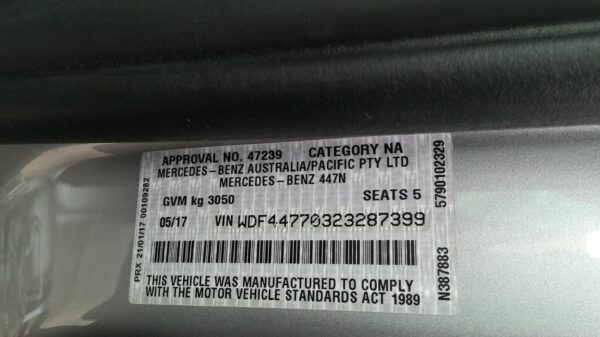 APPROVAL NO. 47239 CATEGORY NA
MERCEDES-BENZ AUSTRALIA/PACIFIC PTY LTD
MERCEDES-BENZ 447N
GVM kg 3050 SEATS 5
05/17 VIN WDF44770323287399
THIS VEHICLE WAS MANUFACTURED TO COMPLY
WITH THE MOTOR VEHICLE STANDARDS ACT 1989
PRX 21/01/17 00109282
N387883 5790102329